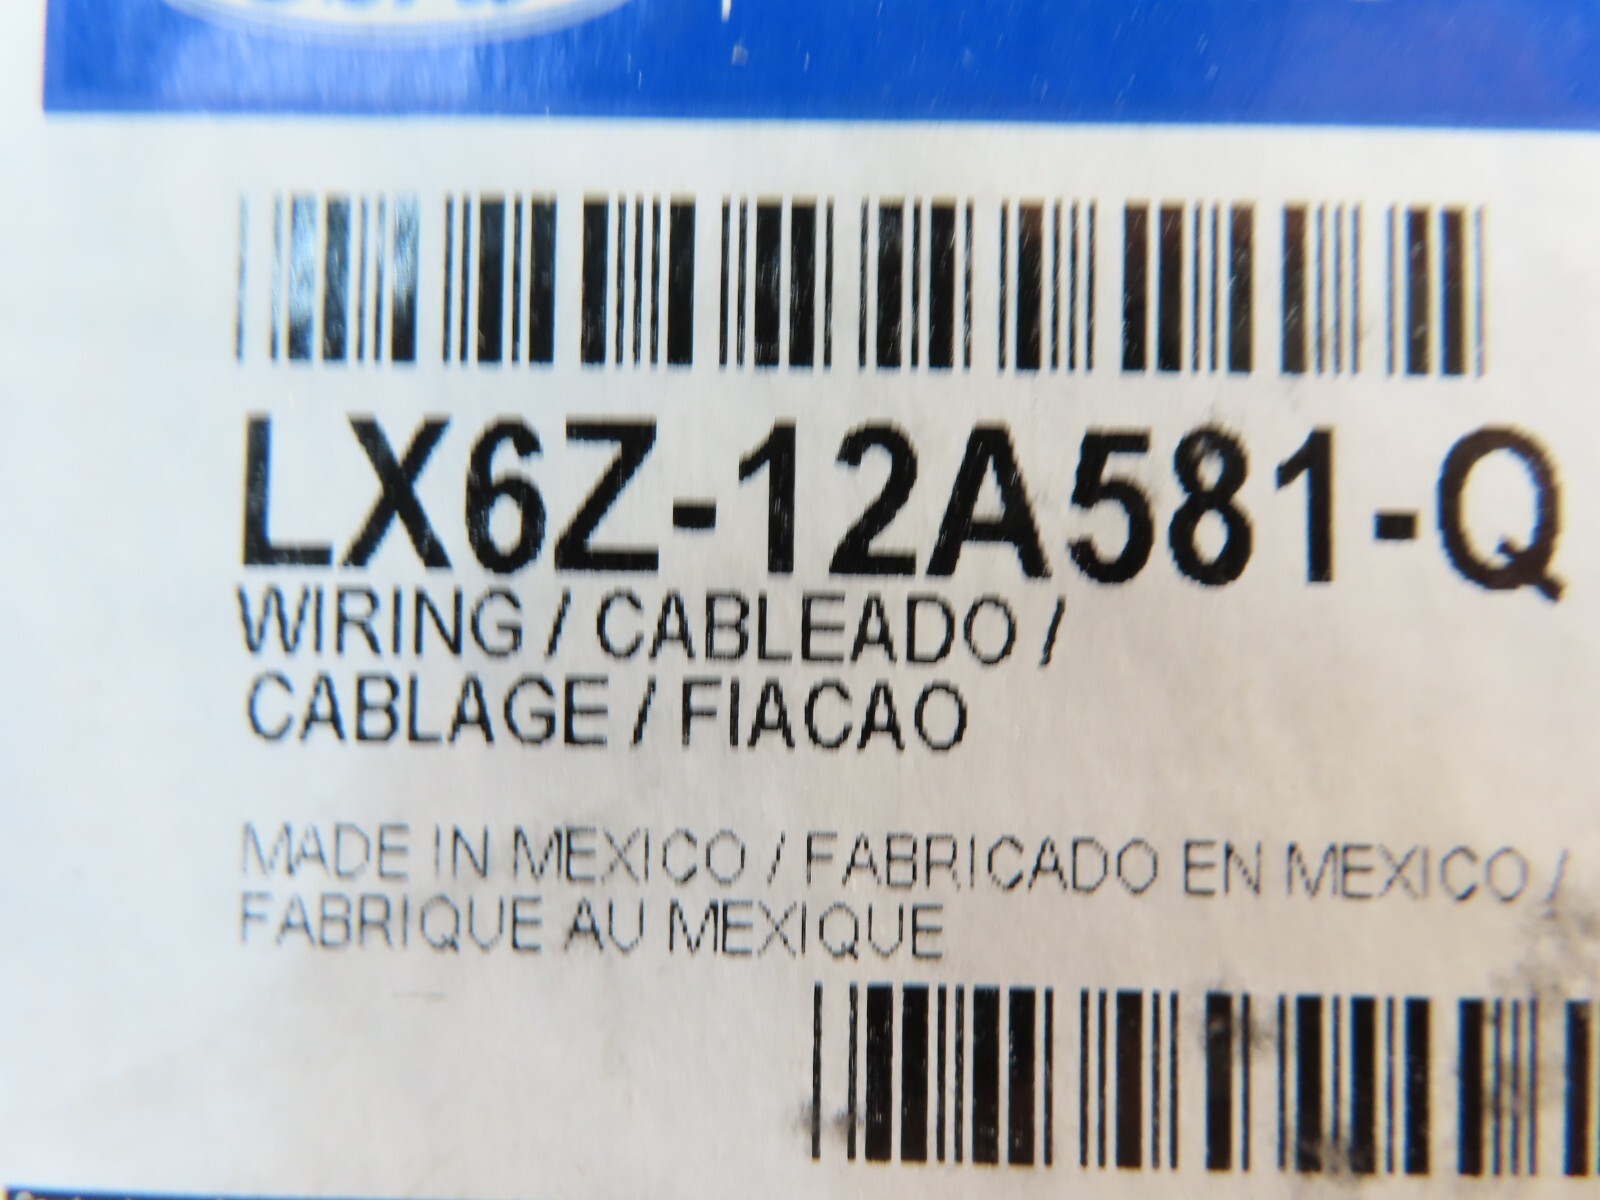 LX6Z-12A581-Q
WIRING / CABLEADO /
CABLAGE / FIACAO
MADE IN MEXICO / FABRICADO EN MEXICO /
FABRIQUE AU MEXIQUE